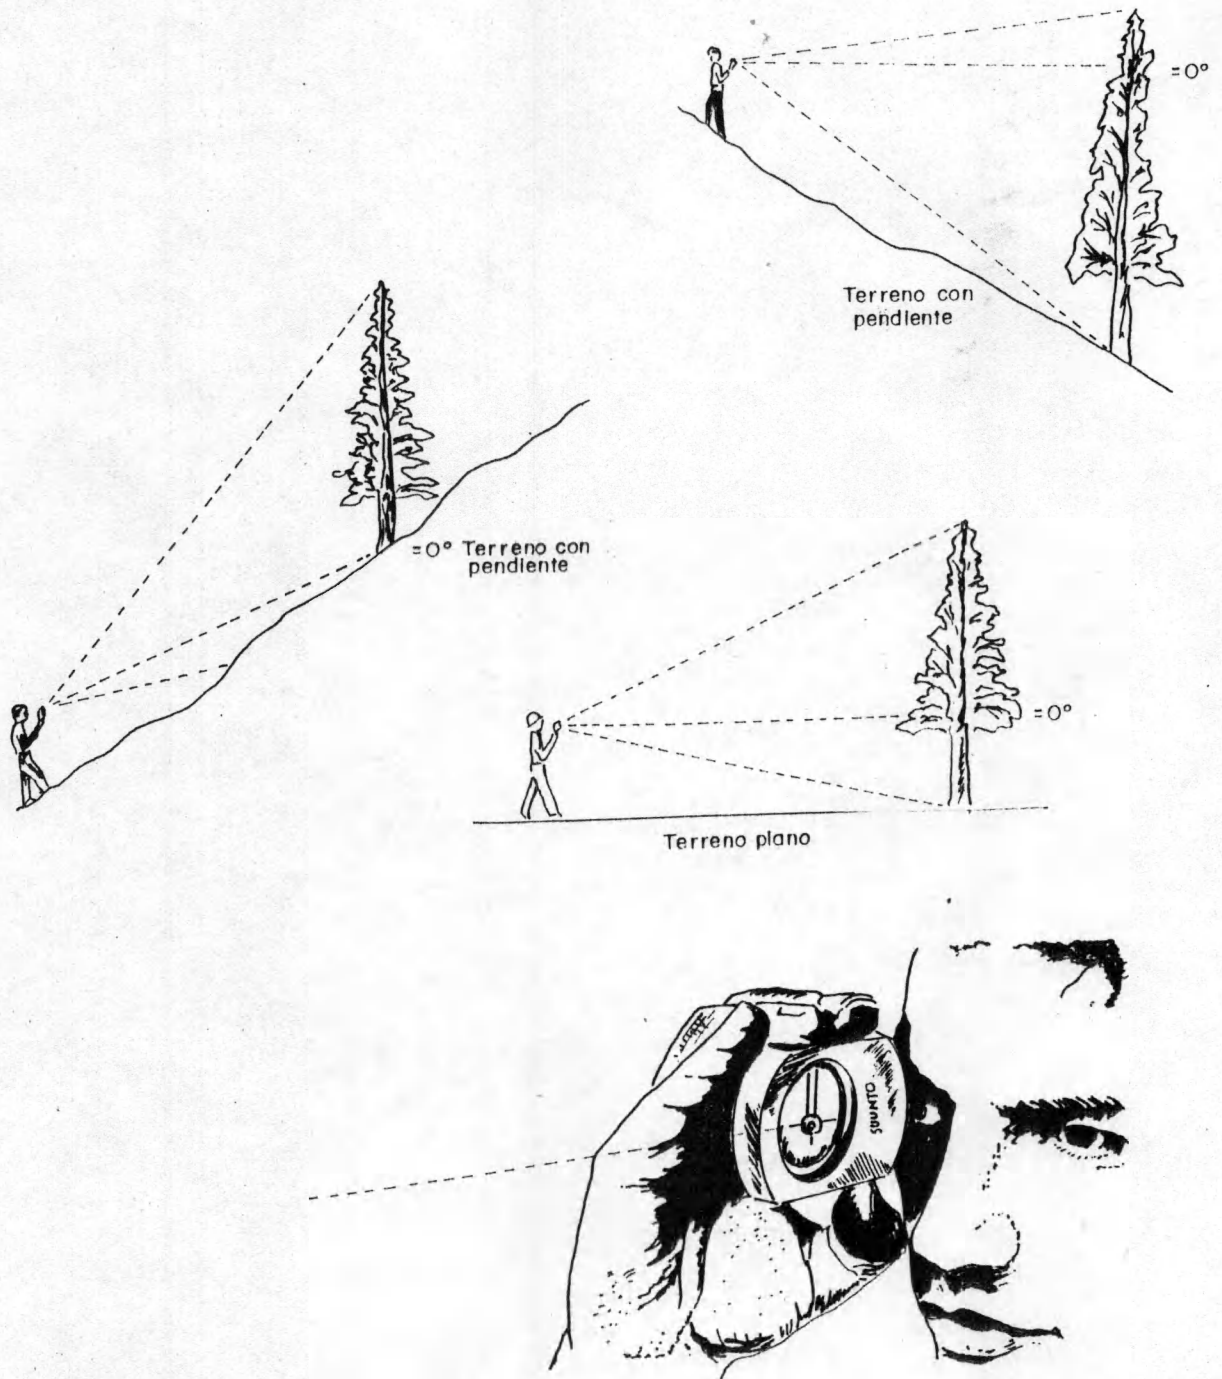 =0°
Terreno con
pendiente
=0° Terreno con
pendiente
=0°
Terreno plano
SUUNTO